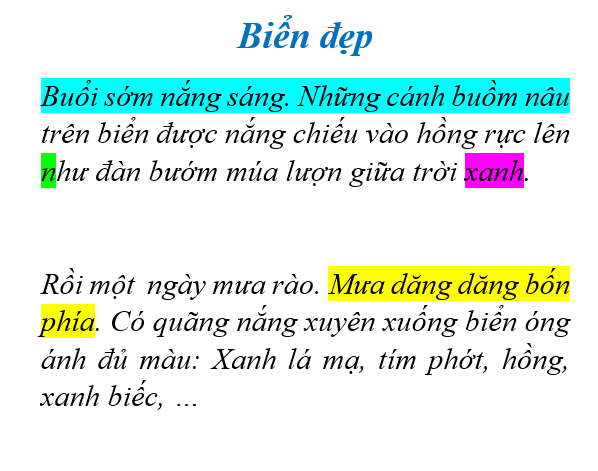 Biển đẹp
Buổi sớm nắng sáng. Những cánh buồm nâu
trên biển được nắng chiếu vào hồng rực lên
như đàn bướm múa lượn giữa trời xanh.
Rồi một  ngày mưa rào. Mưa dăng dăng bốn
phía. Có quãng nắng xuyên xuống biển óng
ánh đủ màu: Xanh lá mạ, tím phớt, hồng,
xanh biếc, ...